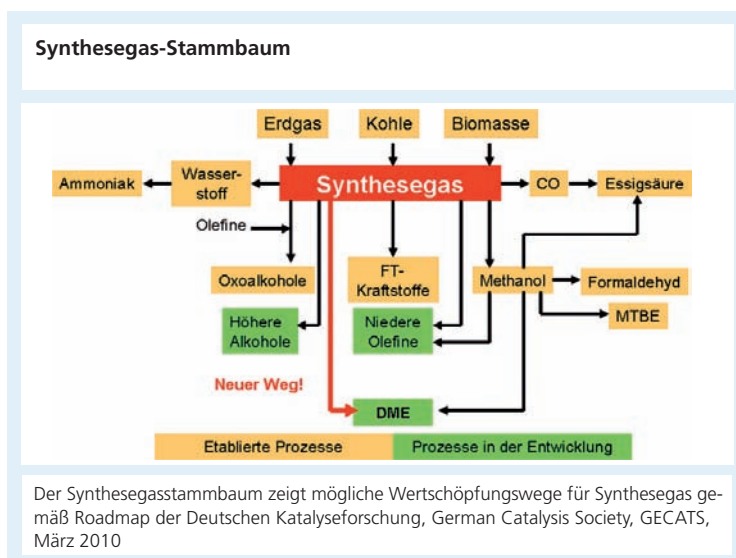 Synthesegas-Stammbaum
Erdgas
Kohle
Biomasse
Ammoniak
Wasser-
stoff
Synthesegas
CO
Essigsäure
Olefine
Oxoalkohole
FT-
Kraftstoffe
Methanol
Formaldehyd
Höhere
Alkohole
Niedere
Olefine
MTBE
Neuer Weg!
DME
Etablierte Prozesse
Prozesse in der Entwicklung
Der Synthesegasstammbaum zeigt mögliche Wertschöpfungswege für Synthesegas ge-
mäß Roadmap der Deutschen Katalyseforschung, German Catalysis Society, GECATS,
März 2010